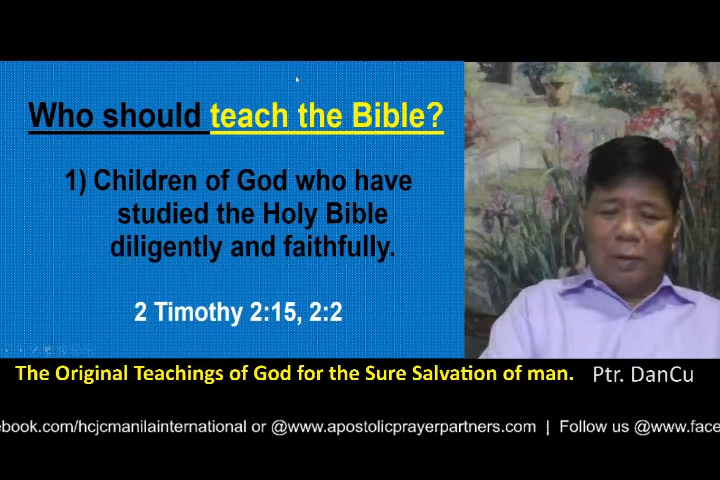 Who should teach the Bible?
1) Children of God who have
studied the Holy Bible
diligently and faithfully.
2 Timothy 2:15, 2:2
The Original Teachings of God for the Sure Salvation of man. Ptr. DanCu
ebook.com/hcjcmanilainternational or @www.apostolicprayerpartners.com | Follow us @www.face